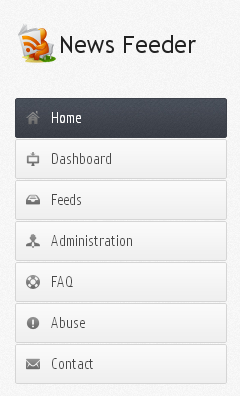 News Feeder
Home
Dashboard
Feeds
Administration
FAQ
Abuse
Contact